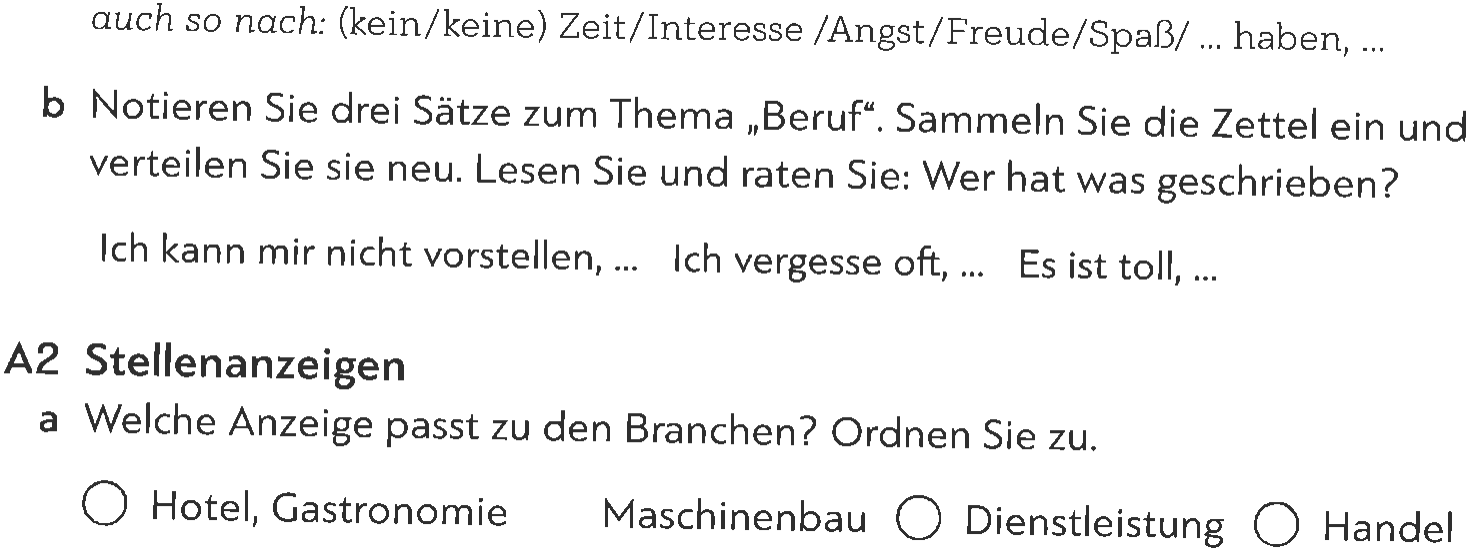 auch so nach: (kein/keine) Zeit/Interesse /Angst/Freude/Spaß/ ... haben, ...
b Notieren Sie drei Sätze zum Thema „Beruf“. Sammeln Sie die Zettel ein und
verteilen Sie sie neu. Lesen Sie und raten Sie: Wer hat was geschrieben?
Ich kann mir nicht vorstellen, ... Ich vergesse oft, ... Es ist toll, ...
A2 Stellenanzeigen
a Welche Anzeige passt zu den Branchen? Ordnen Sie zu.
◯ Hotel, Gastronomie Maschinenbau ◯ Dienstleistung ◯ Handel